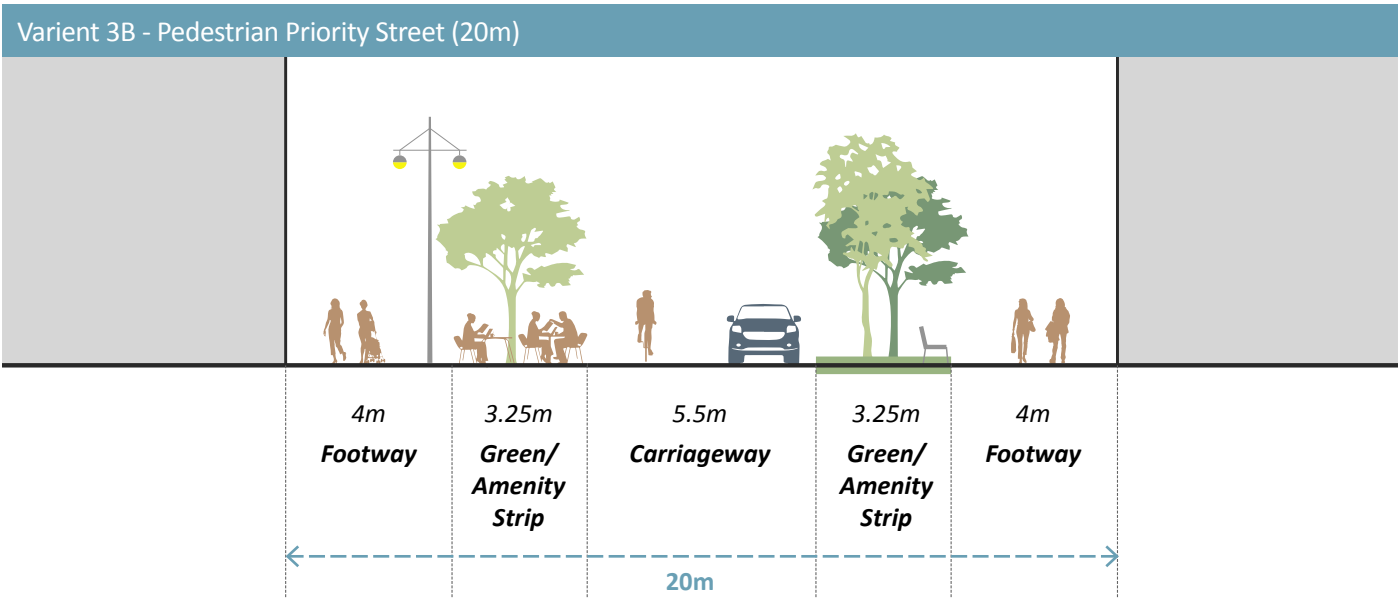 Varient 3B - Pedestrian Priority Street (20m)
4m
Footway
3.25m
Green/
Amenity
Strip
5.5m
Carriageway
3.25m
Green/
Amenity
Strip
4m
Footway
20m